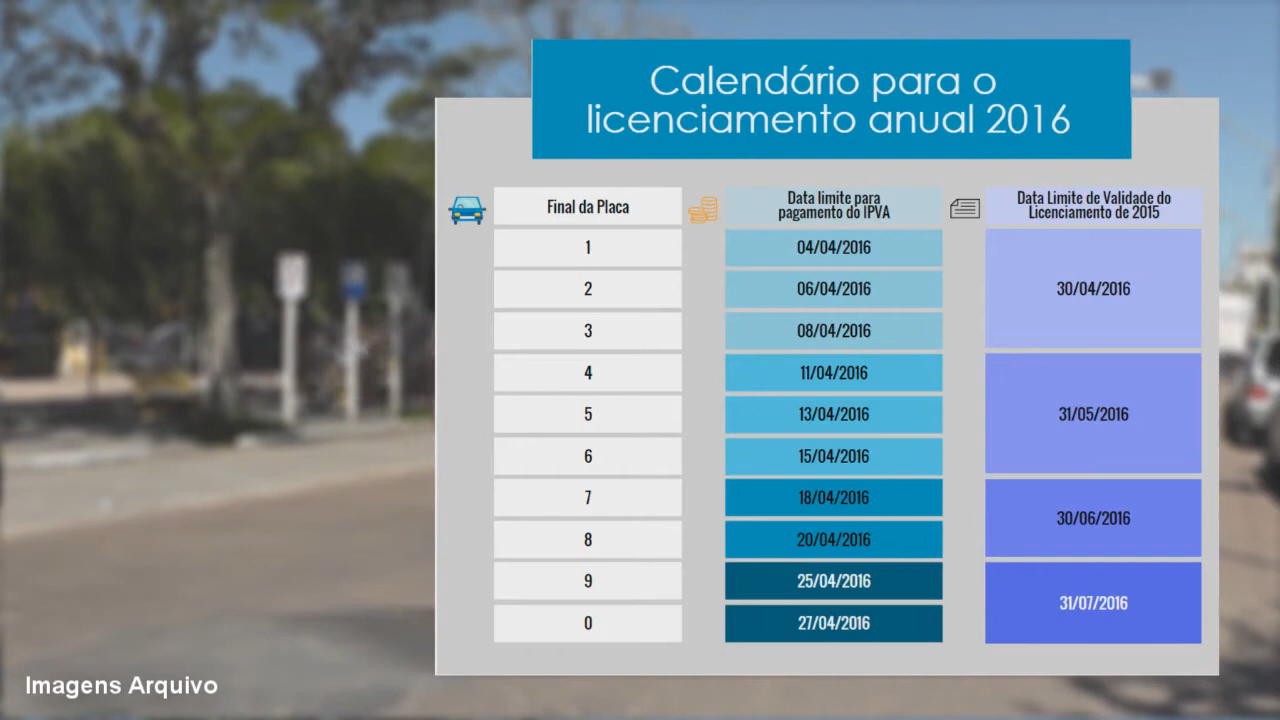 Calendário para o
licenciamento anual 2016
Final da Placa
Data limite para
pagamento do IPVA
Data Limite de Validade do
Licenciamento de 2015
1 04/04/2016 30/04/2016
2 06/04/2016
3 08/04/2016
4 11/04/2016 31/05/2016
5 13/04/2016
6 15/04/2016
7 18/04/2016 30/06/2016
8 20/04/2016
9 25/04/2016 31/07/2016
0 27/04/2016
Imagens Arquivo